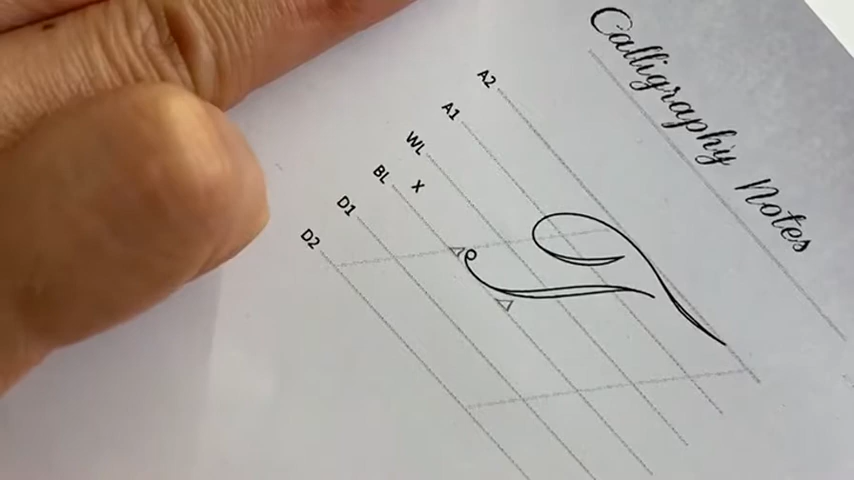 Calligraphy Notes
A2
A1
WL
X
BL
D1
D2
T